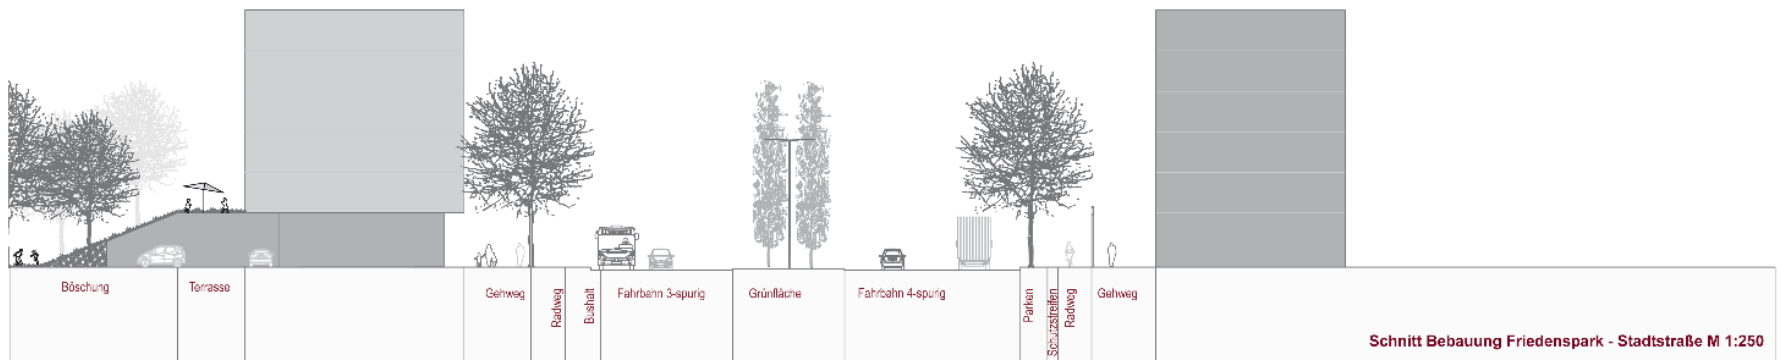 Böschung
Terrasse
Gehweg
Radweg
Bushalt
Fahrbahn 3-spurig
Grünfläche
Fahrbahn 4-spurig
Parken
Schutzstreifen
Radweg
Gehweg
Schnitt Bebauung Friedenspark - Stadtstraße M 1:250